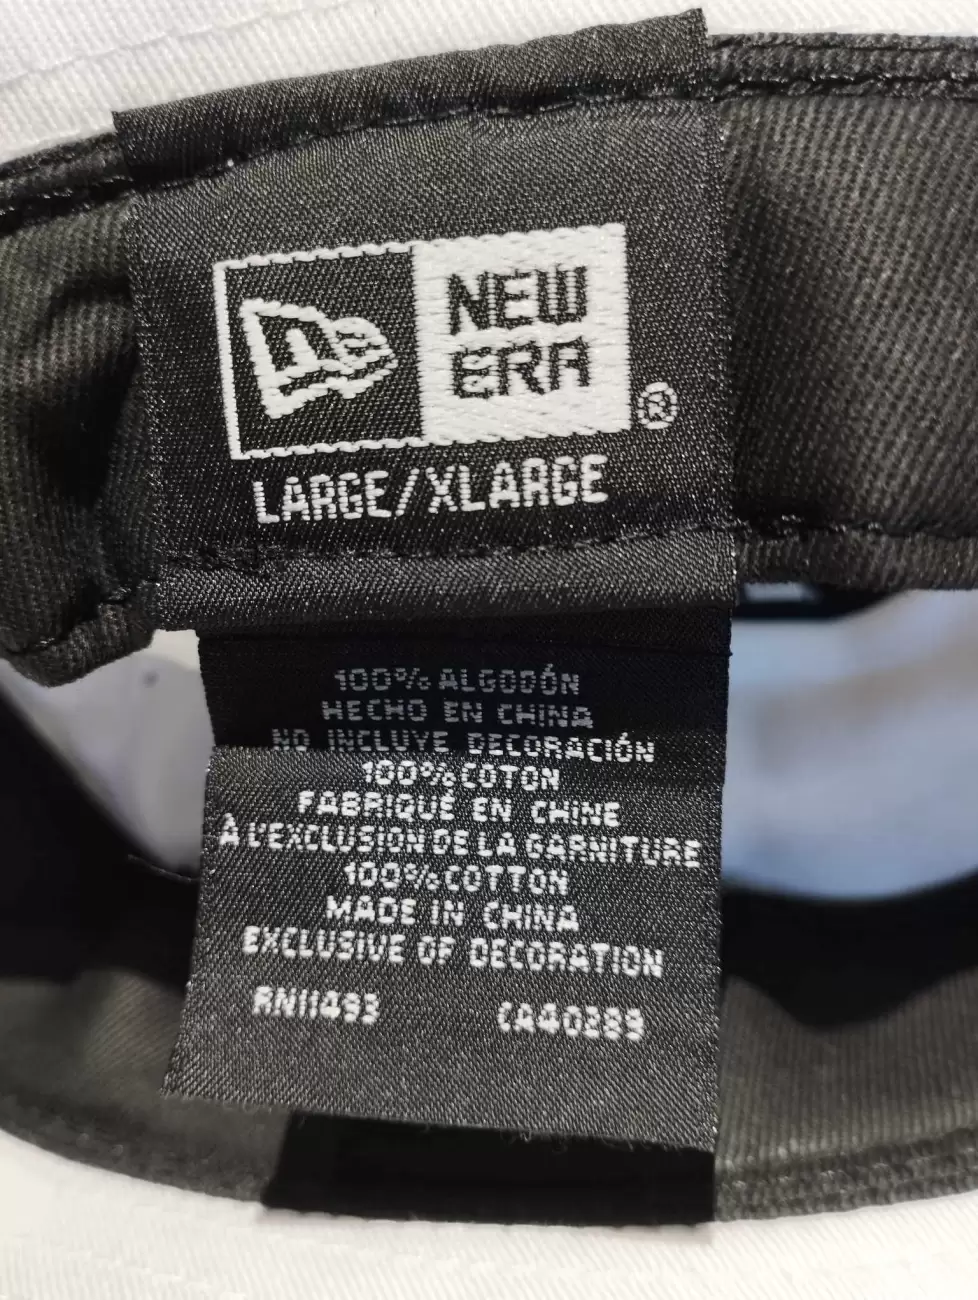 NE
NEW
ERA
®
LARGE/XLARGE
100% ALGODÓN
HECHO EN CHINA
NO INCLUYE DECORACIÓN
100% COTON
FABRIQUÉ EN CHINE
À L'EXCLUSION DE LA GARNITURE
100% COTTON
MADE IN CHINA
EXCLUSIVE OF DECORATION
RN11493 CA40289